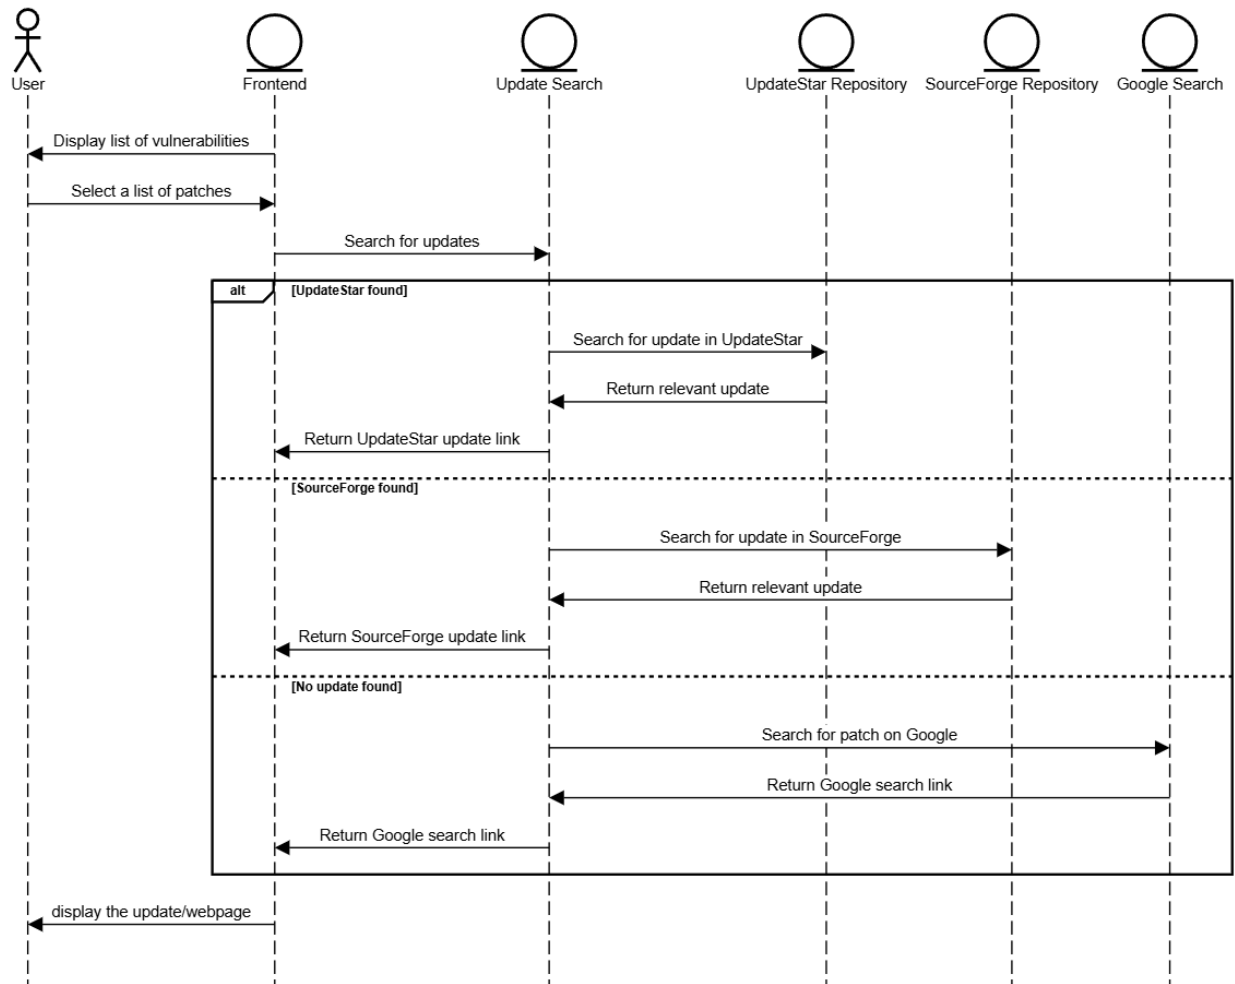 User
Frontend
Update Search
UpdateStar Repository
SourceForge Repository
Google Search
Display list of vulnerabilities
Select a list of patches
Search for updates
alt
[UpdateStar found]
Search for update in UpdateStar
Return relevant update
Return UpdateStar update link
[SourceForge found]
Search for update in SourceForge
Return relevant update
Return SourceForge update link
[No update found]
Search for patch on Google
Return Google search link
Return Google search link
display the update/webpage